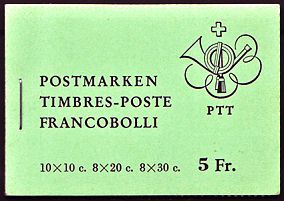 POSTMARKEN
TIMBRES-POSTE
FRANCOBOLLI
PTT
10×10 c. 8×20 c. 8×30 c. 5 Fr.